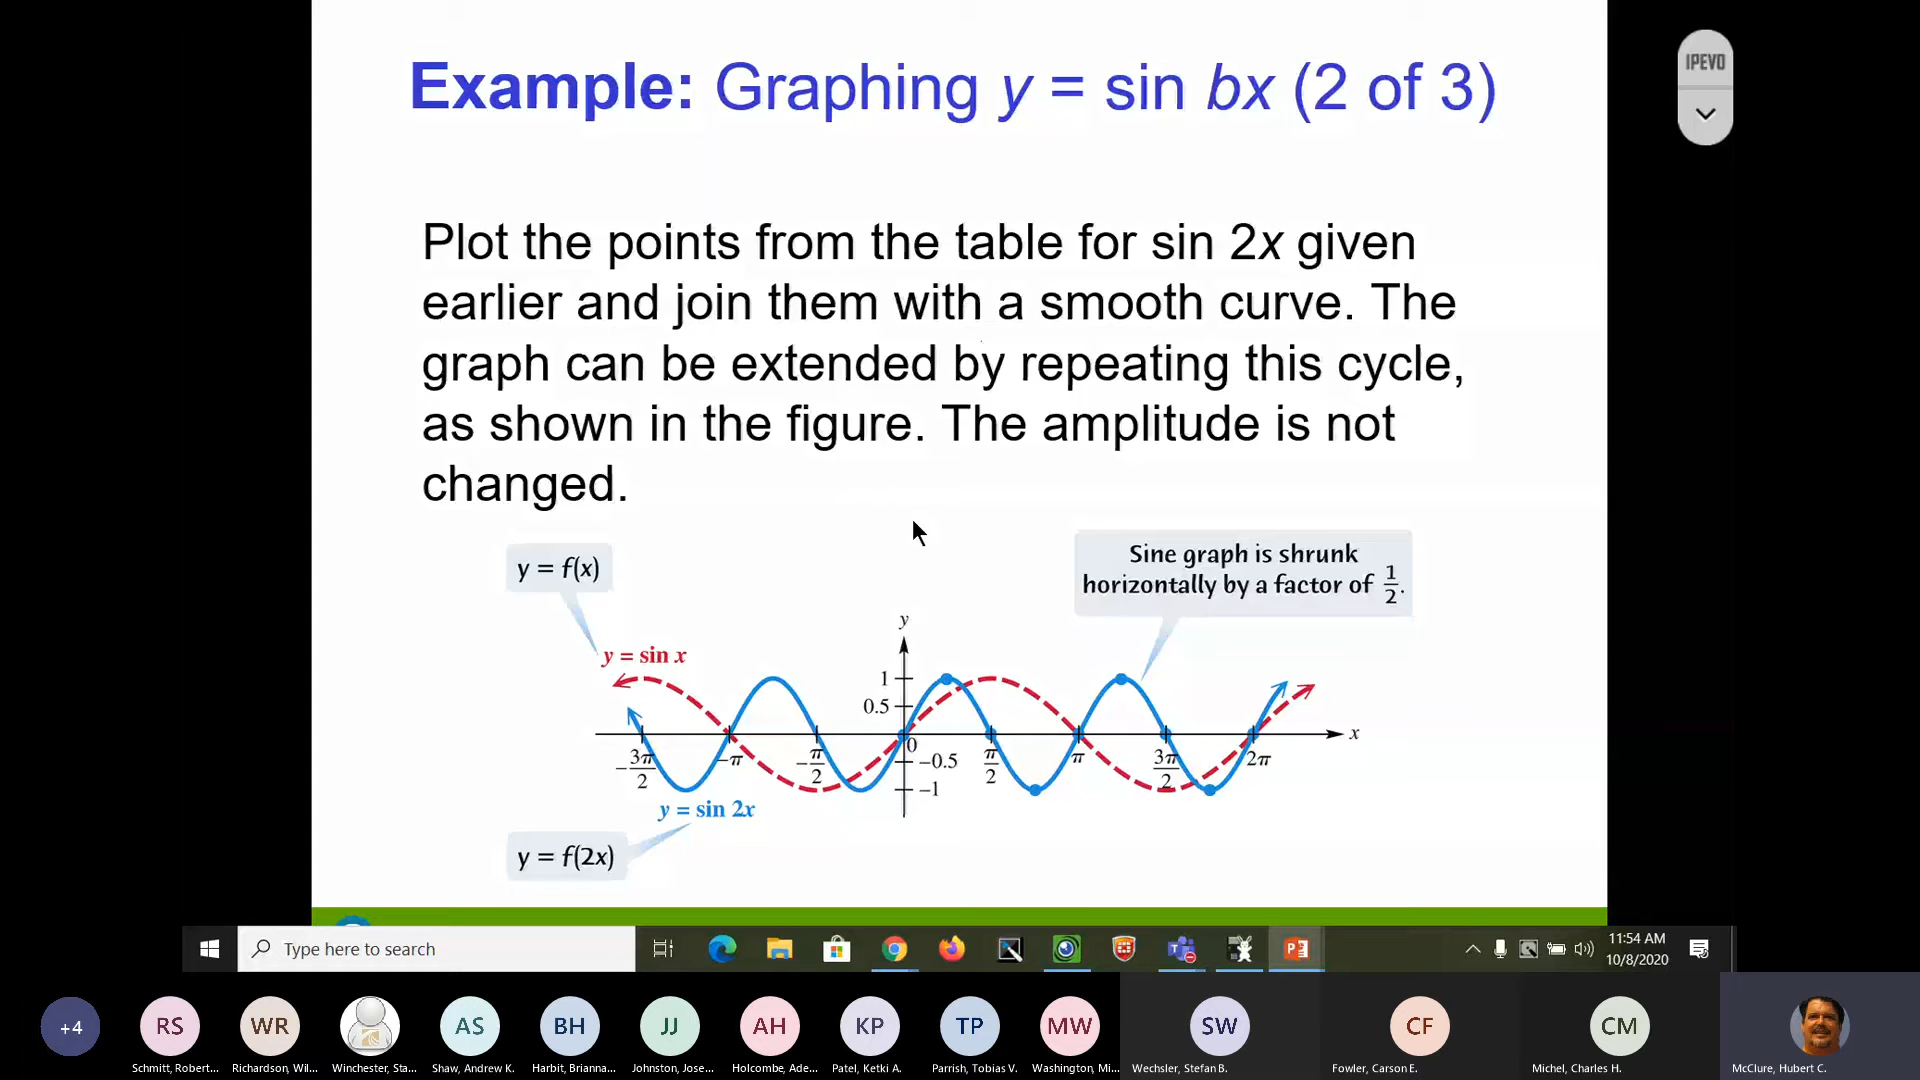 Example: Graphing y = sin bx (2 of 3)
IPEVO
Plot the points from the table for sin 2x given
earlier and join them with a smooth curve. The
graph can be extended by repeating this cycle,
as shown in the figure. The amplitude is not
changed.
y = f(x)
Sine graph is shrunk
horizontally by a factor of 1/2.
y
y = sin x
1
0.5
x
0
-0.5
-1
-3π/2
-π
-π/2
π/2
π
3π/2
2π
y = sin 2x
y = f(2x)
Type here to search
11:54 AM
10/8/2020
+4
RS
WR
AS
BH
JJ
AH
KP
TP
MW
SW
CF
CM
Schmitt, Robert...
Richardson, Wil...
Winchester, Sta...
Shaw, Andrew K.
Harbit, Brianna...
Johnston, Jose...
Holcombe, Ade...
Patel, Ketki A.
Parrish, Tobias V.
Washington, Mi...
Wechsler, Stefan B.
Fowler, Carson E.
Michel, Charles H.
McClure, Hubert C.